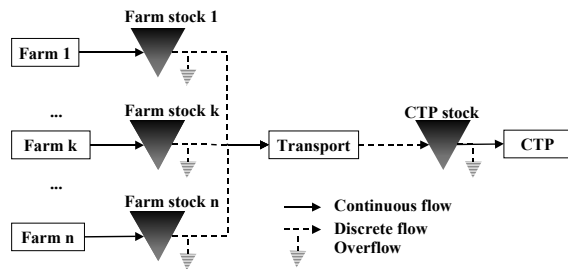 Farm stock 1
Farm 1
...
Farm stock k
CTP stock
Farm k
Transport
CTP
...
Farm stock n
Farm n
Continuous flow
Discrete flow
Overflow